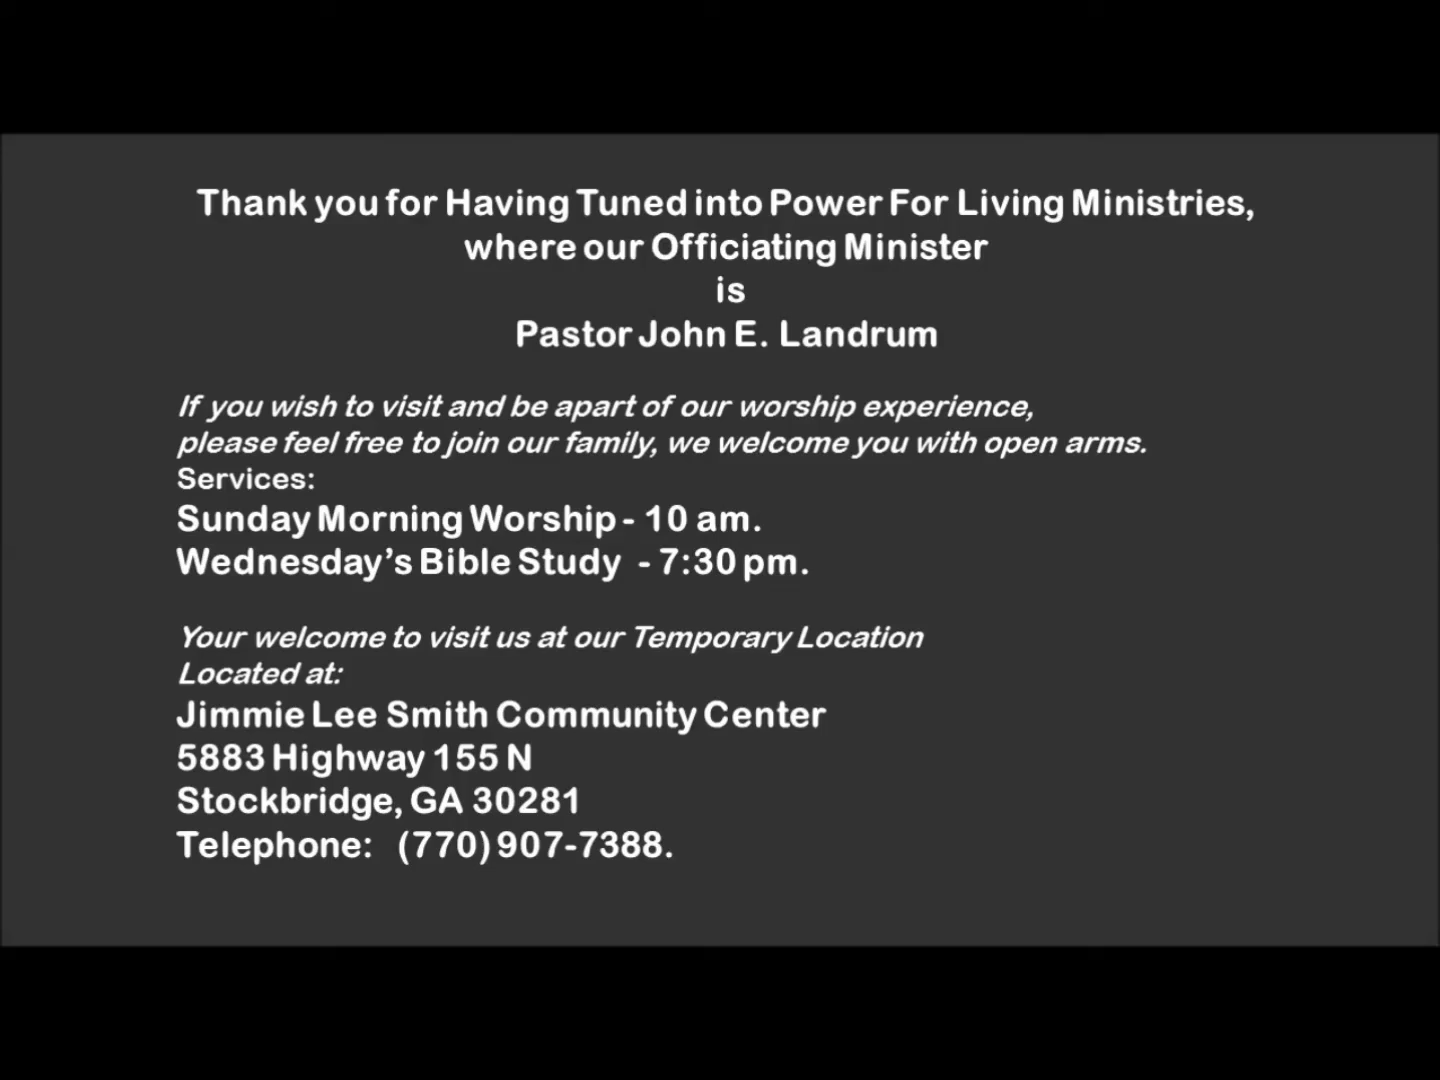 Thank you for Having Tuned into Power For Living Ministries,
where our Officiating Minister
is
Pastor John E. Landrum
If you wish to visit and be apart of our worship experience,
please feel free to join our family, we welcome you with open arms.
Services:
Sunday Morning Worship - 10 am.
Wednesday’s Bible Study - 7:30 pm.
Your welcome to visit us at our Temporary Location
Located at:
Jimmie Lee Smith Community Center
5883 Highway 155 N
Stockbridge, GA 30281
Telephone: (770) 907-7388.